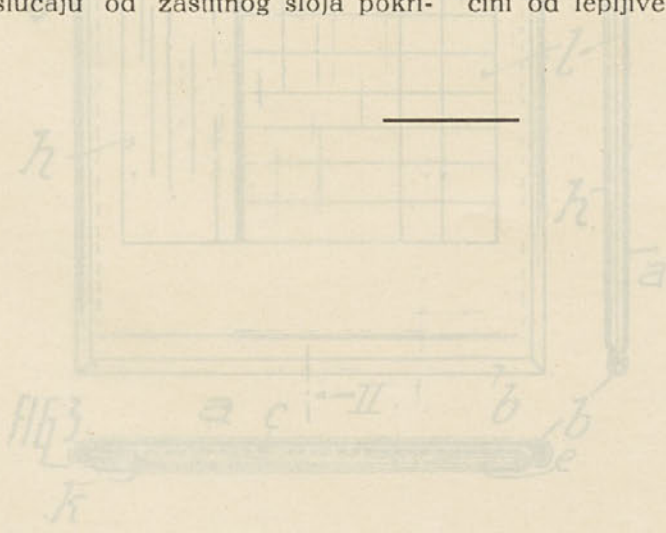 slučaju od zaštitnog sloja pokri-
čini od lepljive
l
h
h
a
II
a c b b
FIG 3
e
k